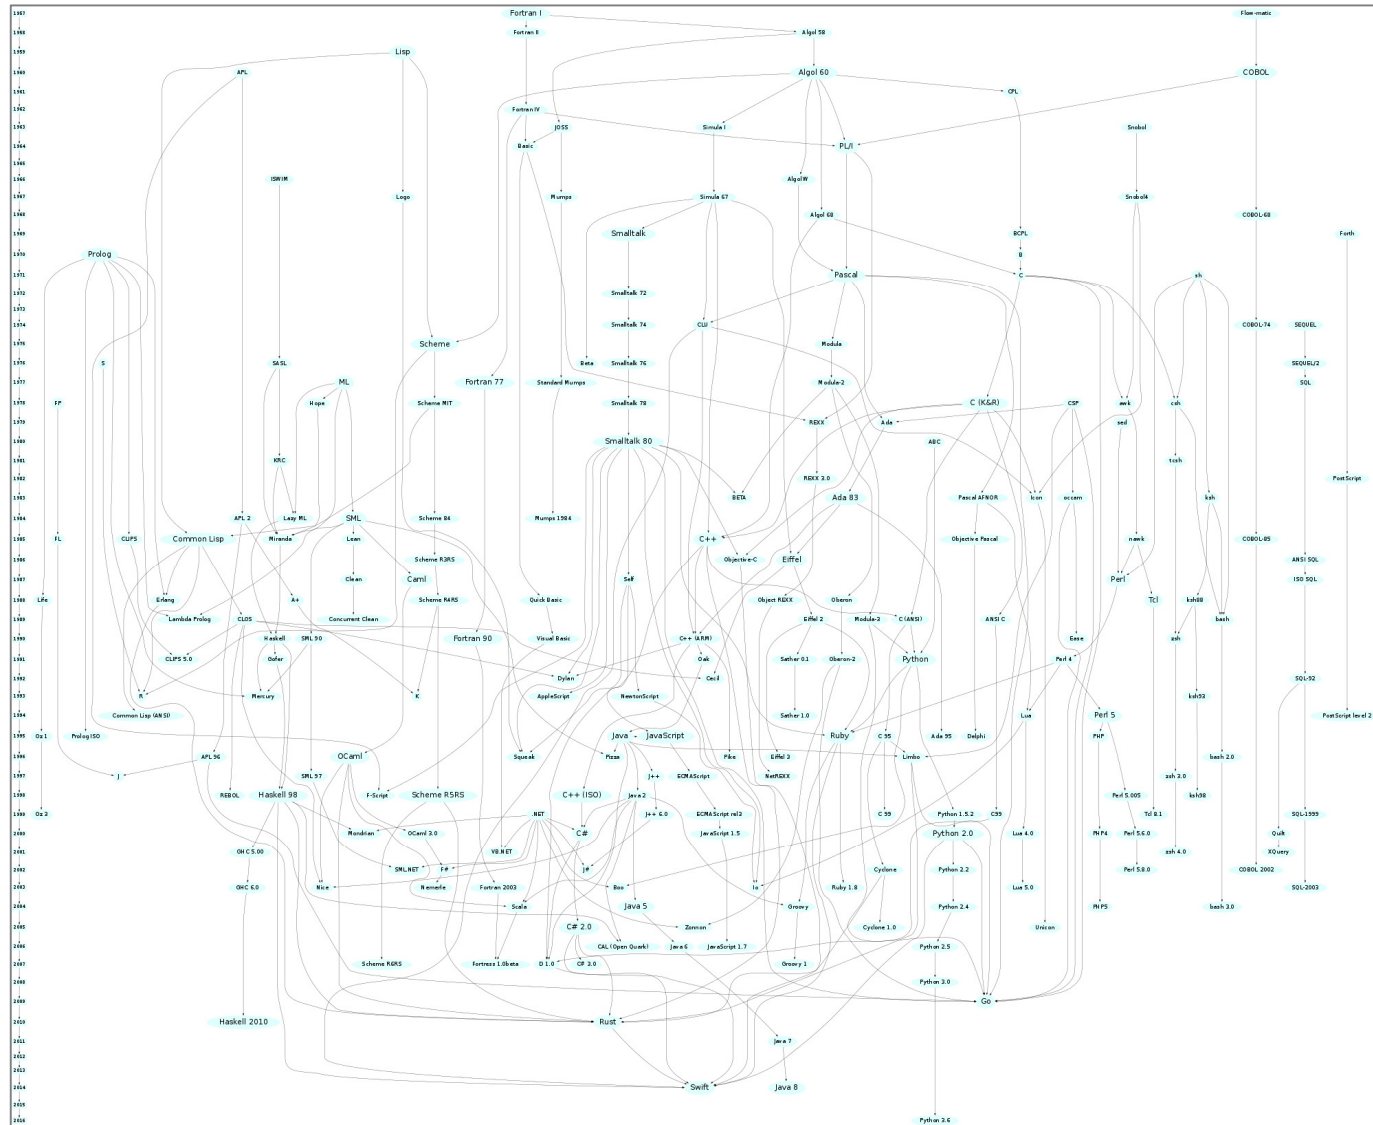 1957 Fortran I Flow-matic
1958 Fortran II Algol 58
1959 Lisp
1960 APL Algol 60 COBOL
1961 CPL
1962 Fortran IV
1963 JOSS Simula I Snobol
1964 Basic PL/I
1965
1966 ISWIM AlgolW
1967 Logo Mumps Simula 67 Snobol4
1968 Algol 68 COBOL-68
1969 Smalltalk BCPL Forth
1970 Prolog B
1971 Pascal C sh
1972 Smalltalk 72
1973
1974 Smalltalk 74 CLU COBOL-74 SEQUEL
1975 Scheme Modula
1976 S SASL Beta Smalltalk 76 SEQUEL/2
1977 ML Fortran 77 Standard Mumps Modula-2 SQL
1978 FP Hope Scheme MIT Smalltalk 78 C (K&R) CSP awk csh
1979 REXX Ada sed
1980 Smalltalk 80 ABC
1981 KRC tcsh
1982 REXX 3.0 PostScript
1983 BETA Ada 83 Pascal AFNOR Icon occam ksh
1984 APL 2 Lazy ML SML Scheme 84 Mumps 1984
1985 FL CLIPS Common Lisp Miranda Lean C++ Objective Pascal nawk COBOL-85
1986 Scheme R3RS Objective-C Eiffel ANSI SQL
1987 Clean Caml Self Perl ISO SQL
1988 Life Erlang A+ Scheme R4RS Quick Basic Object REXX Oberon Tcl ksh88
1989 Lambda Prolog CLOS Concurrent Clean Eiffel 2 Modula-3 C (ANSI) ANSI C bash
1990 Haskell SML 90 Fortran 90 Visual Basic C++ (ARM) Ease zsh
1991 CLIPS 5.0 Gofer Oak Sather 0.1 Oberon-2 Python Perl 4
1992 Dylan Cecil SQL-92
1993 R Mercury K AppleScript NewtonScript ksh93
1994 Common Lisp (ANSI) Sather 1.0 Lua Perl 5 PostScript level 2
1995 Oz 1 Prolog ISO Java JavaScript Ruby C 95 Ada 95 Delphi PHP
1996 APL 96 OCaml Squeak Pizza Pike Eiffel 3 Limbo bash 2.0
1997 J SML 97 J++ ECMAScript NetREXX zsh 3.0
1998 REBOL Haskell 98 F-Script Scheme R5RS C++ (ISO) Java 2 Perl 5.005 ksh98
1999 Oz 3 .NET J++ 6.0 ECMAScript rel3 C 99 Python 1.5.2 C99 Tcl 8.1 SQL-1999
2000 Mondrian OCaml 3.0 C# JavaScript 1.5 Python 2.0 Lua 4.0 PHP4 Perl 5.6.0 Quilt
2001 GHC 5.00 VB.NET zsh 4.0 XQuery
2002 SML.NET F# J# Cyclone Python 2.2 Perl 5.8.0 COBOL 2002
2003 GHC 6.0 Nice Nemerle Fortran 2003 Boo Io Ruby 1.8 Lua 5.0 SQL-2003
2004 Scala Java 5 Groovy Python 2.4 PHP5 bash 3.0
2005 C# 2.0 Zonnon Cyclone 1.0 Unicon
2006 CAL (Open Quark) Java 6 JavaScript 1.7 Python 2.5
2007 Scheme R6RS Fortress 1.0beta D 1.0 C# 3.0 Groovy 1
2008 Python 3.0
2009 Go
2010 Haskell 2010 Rust
2011 Java 7
2012
2013
2014 Swift Java 8
2015
2016 Python 3.6